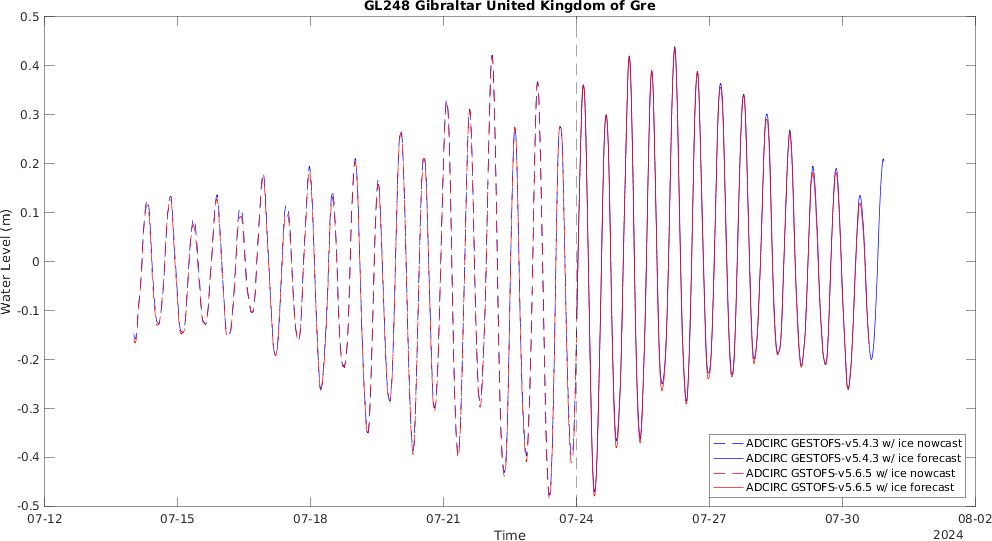 GL248 Gibraltar United Kingdom of Gre
Water Level (m)
0.5
0.4
0.3
0.2
0.1
0
-0.1
-0.2
-0.3
-0.4
-0.5
ADCIRC GESTOFS-v5.4.3 w/ ice nowcast
ADCIRC GESTOFS-v5.4.3 w/ ice forecast
ADCIRC GSTOFS-v5.6.5 w/ ice nowcast
ADCIRC GSTOFS-v5.6.5 w/ ice forecast
07-12 07-15 07-18 07-21 07-24 07-27 07-30 08-02
Time
2024